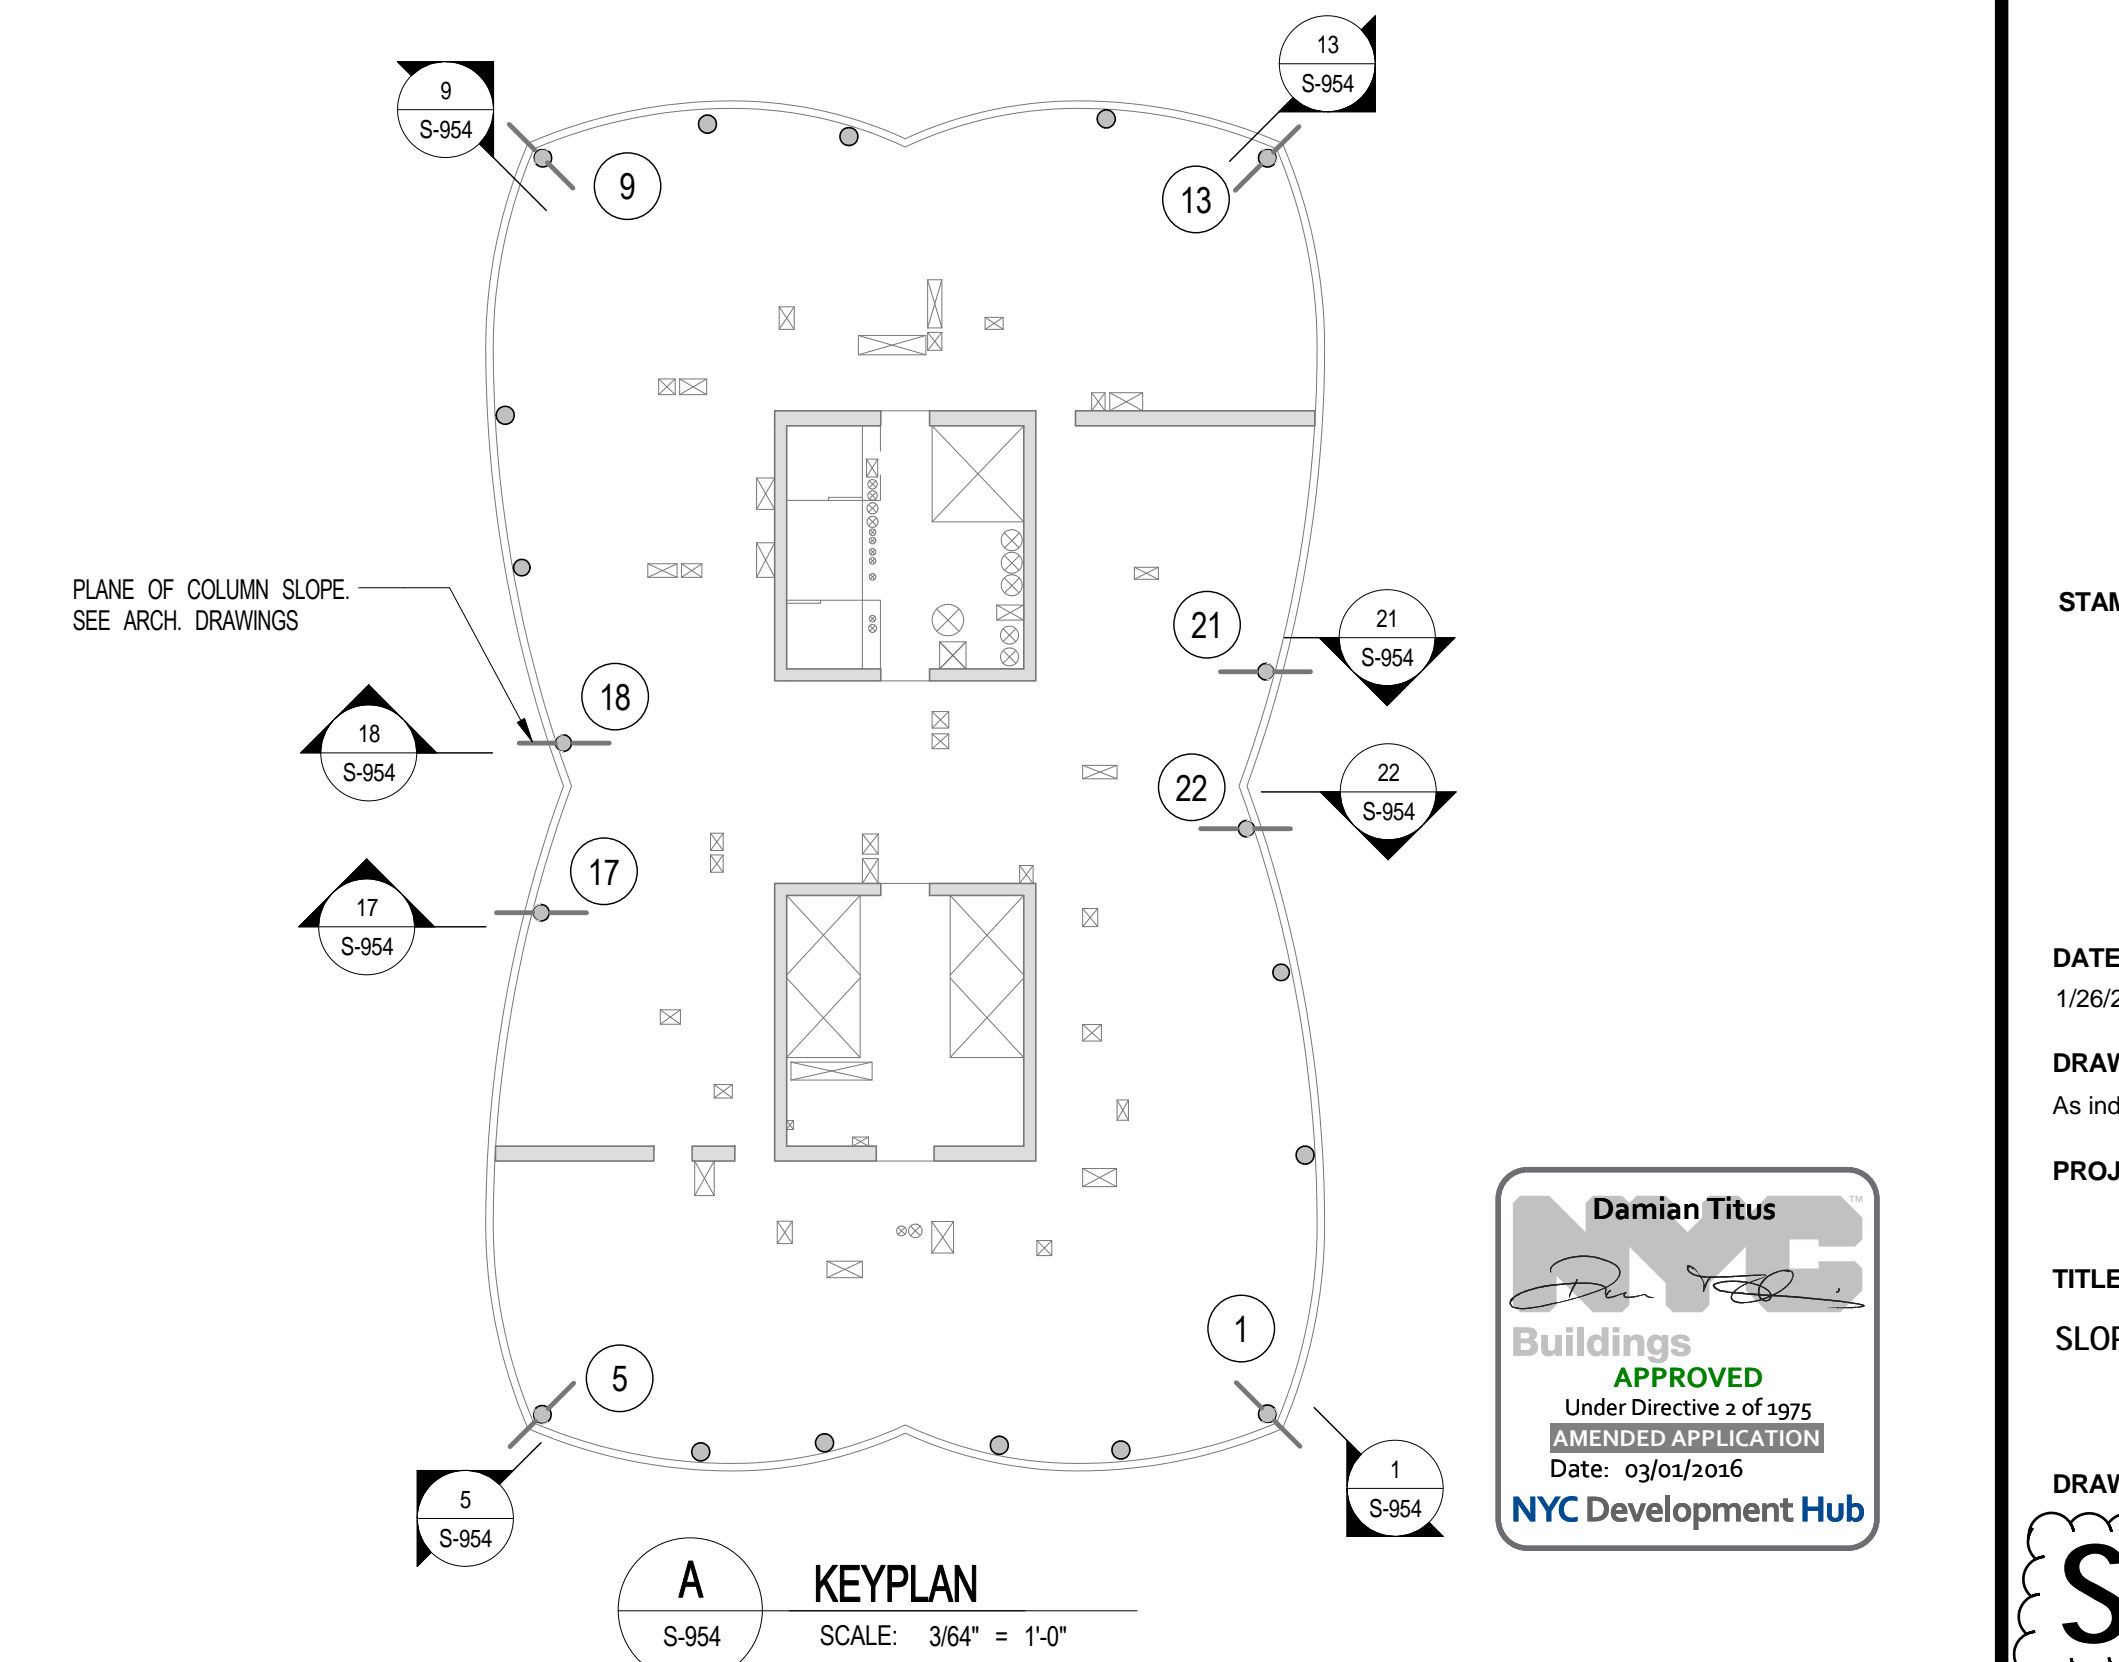 13
S-954
9
S-954
9
13
PLANE OF COLUMN SLOPE.
SEE ARCH. DRAWINGS
21
21
S-954
18
18
S-954
22
22
S-954
17
17
S-954
1
5
5
S-954
1
S-954
A
S-954
KEYPLAN
SCALE: 3/64" = 1'-0"
NYC
TM
Damian Titus
Buildings
APPROVED
Under Directive 2 of 1975
AMENDED APPLICATION
Date: 03/01/2016
NYC Development Hub
STAM
DATE
1/26/2
DRAW
As ind
PROJ
TITLE
SLOP
DRAW
S